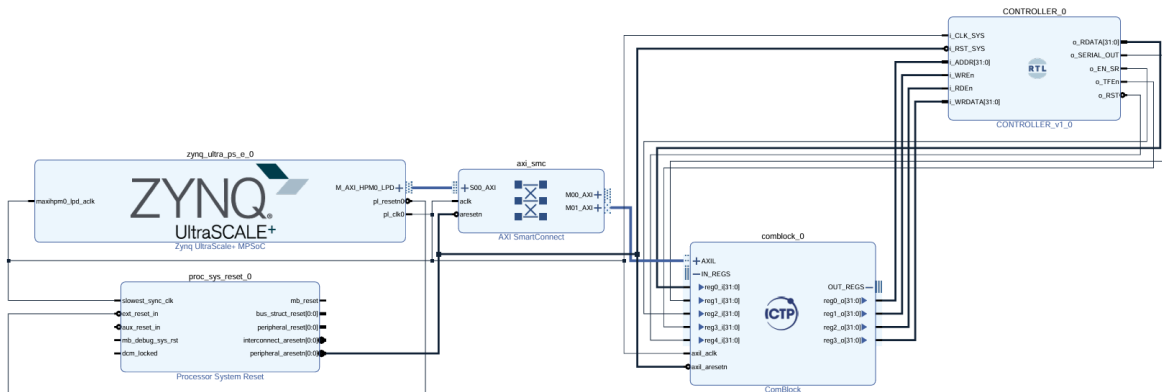 CONTROLLER_0
i_CLK_SYS
i_RST_SYS
i_ADDR[31:0]
i_WREn
i_RDEn
i_WRDATA[31:0]
RTL
o_RDATA[31:0]
o_SERIAL_OUT
o_EN_SR
o_TFEn
o_RST
CONTROLLER_v1_0
zynq_ultra_ps_e_0
maxihpm0_lpd_aclk
ZYNQ
UltraSCALE+
M_AXI_HPM0_LPD
pl_resetn0
pl_clk0
Zynq UltraScale+ MPSoC
axi_smc
S00_AXI
aclk
aresetn
M00_AXI
M01_AXI
AXI SmartConnect
proc_sys_reset_0
slowest_sync_clk
ext_reset_in
aux_reset_in
mb_debug_sys_rst
dcm_locked
mb_reset
bus_struct_reset[0:0]
peripheral_reset[0:0]
interconnect_aresetn[0:0]
peripheral_aresetn[0:0]
Processor System Reset
comblock_0
AXIL
IN_REGS
reg0_i[31:0]
reg1_i[31:0]
reg2_i[31:0]
reg3_i[31:0]
reg4_i[31:0]
axil_aclk
axil_aresetn
ICTP
OUT_REGS
reg0_o[31:0]
reg1_o[31:0]
reg2_o[31:0]
reg3_o[31:0]
ComBlock